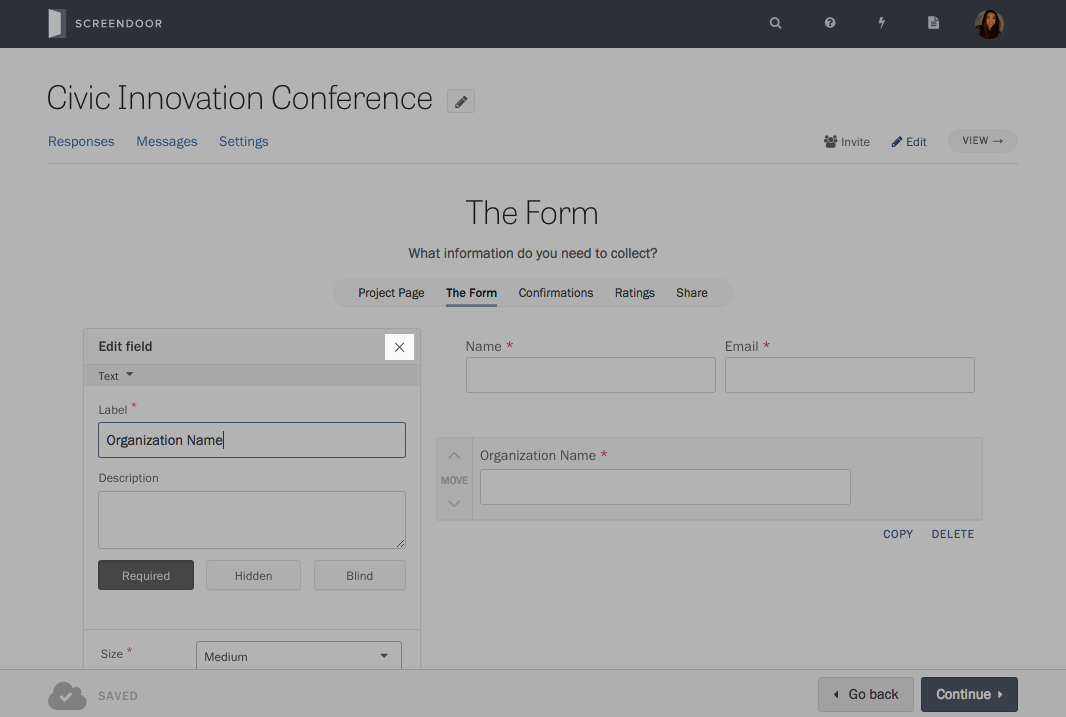 SCREENDOOR
Civic Innovation Conference
Responses Messages Settings Invite Edit VIEW →
The Form
What information do you need to collect?
Project Page The Form Confirmations Ratings Share
Edit field
Text
Label *
Organization Name
Description
Required Hidden Blind
Size * Medium
Name * Email *
MOVE
Organization Name *
COPY DELETE
SAVED
Go back Continue